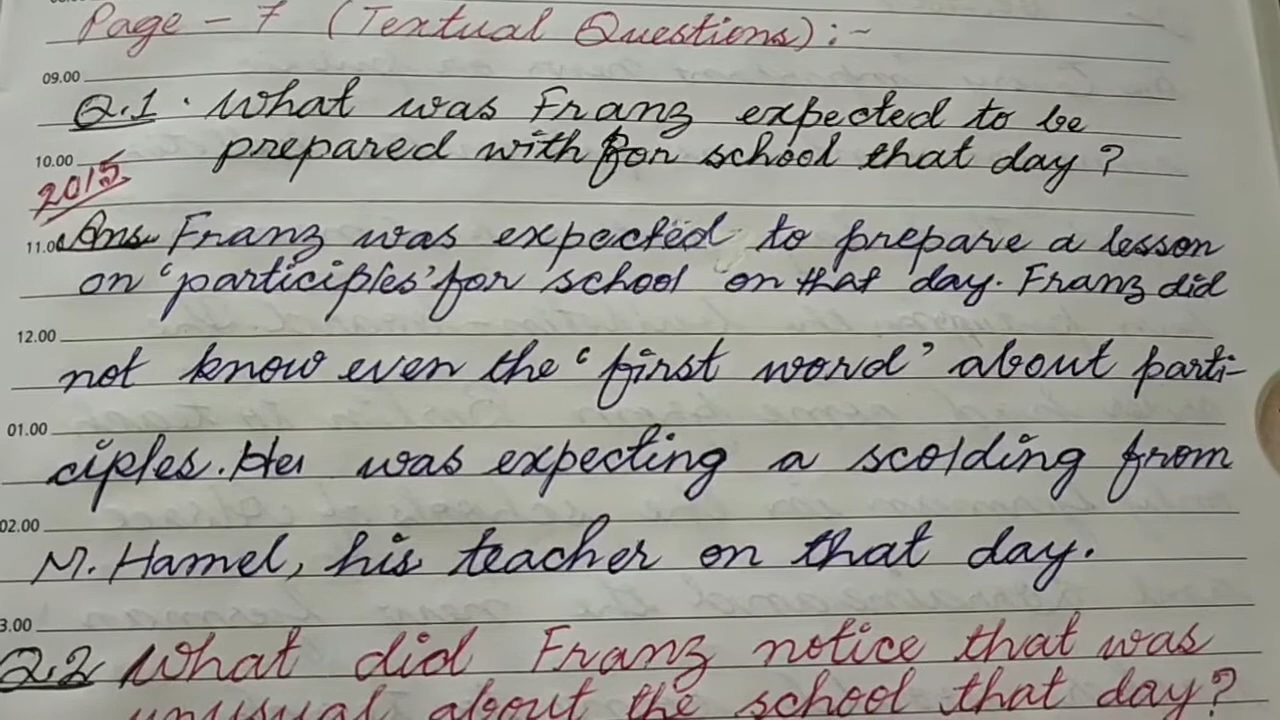 Page - 7 (Textual Questions):-
09.00
Q.1. What was Franz expected to be
10.00 prepared with for school that day?
2015
11.00 Ans Franz was expected to prepare a lesson
on 'participles' for school on that day. Franz did
12.00
not know even the 'first word' about parti-
01.00
ciples. He was expecting a scolding from
02.00
M. Hamel, his teacher on that day.
3.00
Q.2 What did Franz notice that was
unusual about the school that day?